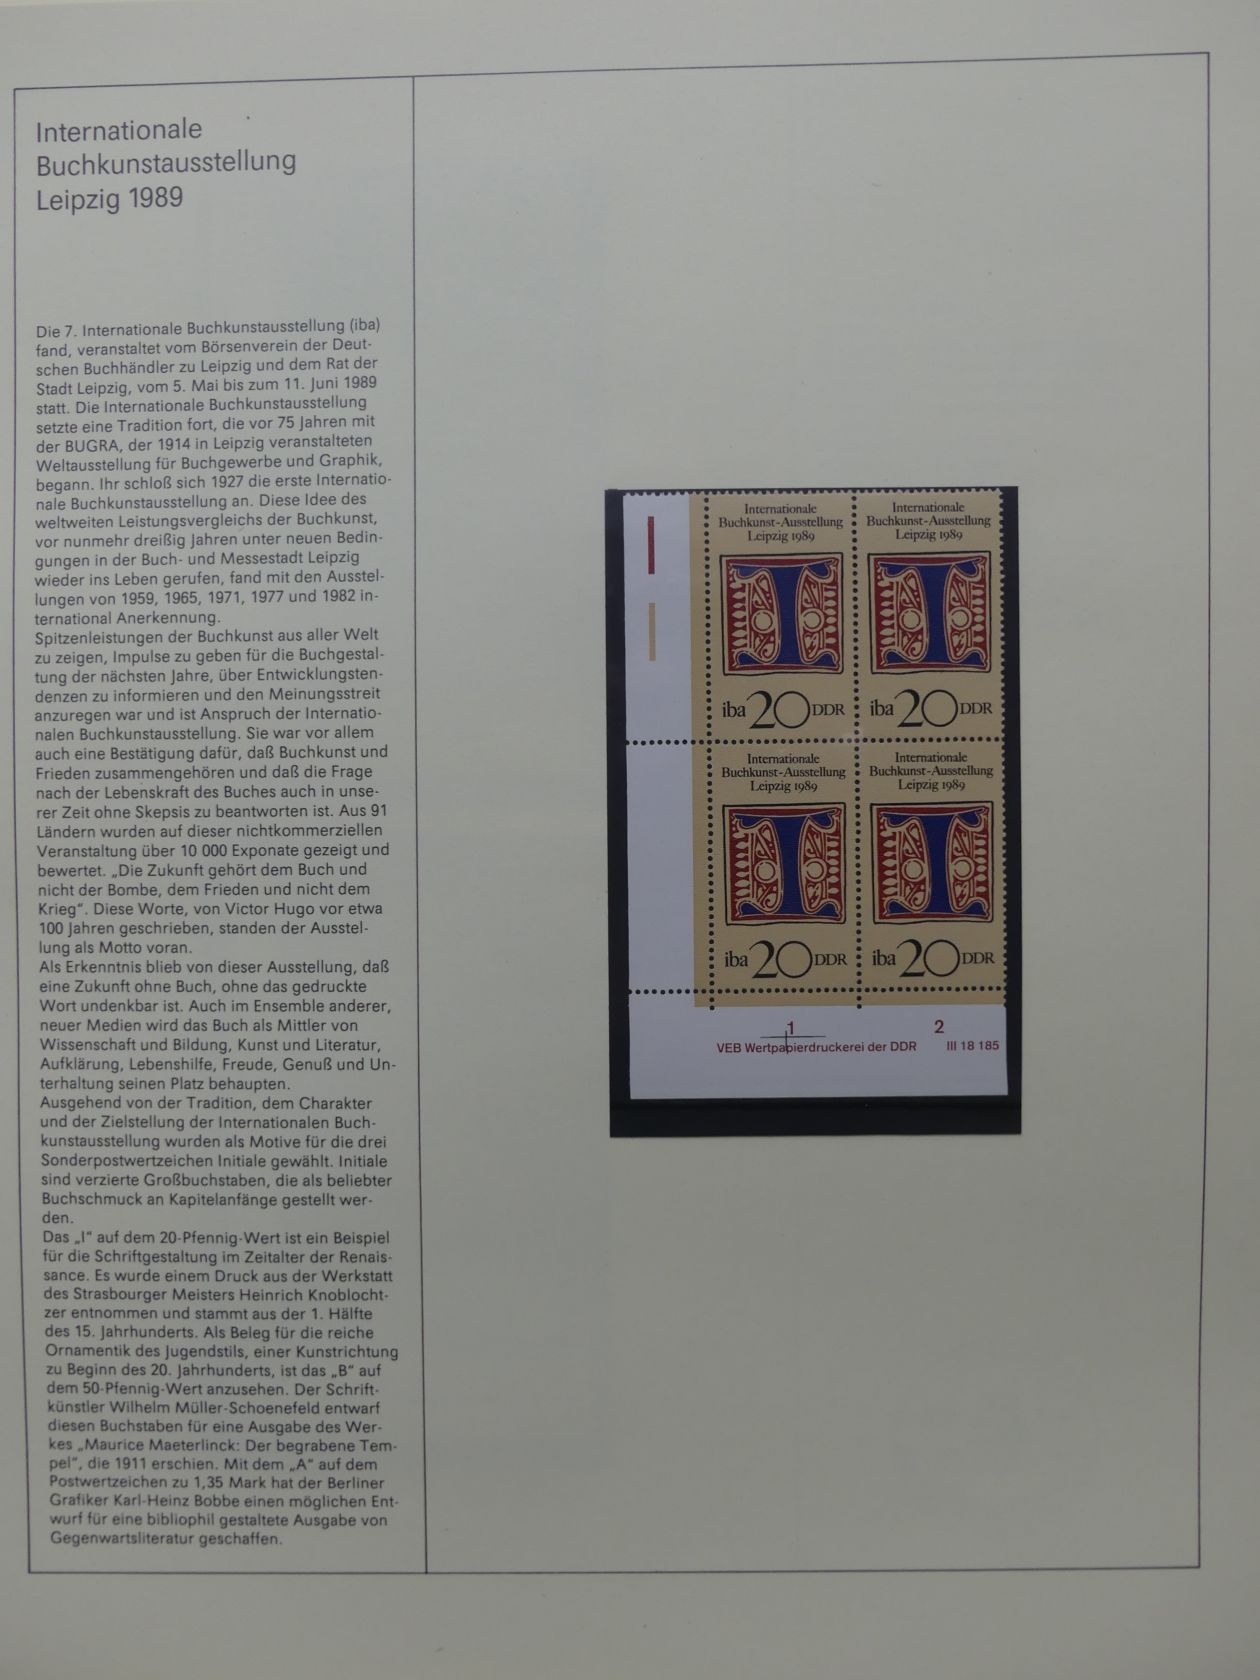 Internationale
Buchkunstausstellung
Leipzig 1989
Die 7. Internationale Buchkunstausstellung (iba)
fand, veranstaltet vom Börsenverein der Deut-
schen Buchhändler zu Leipzig und dem Rat der
Stadt Leipzig, vom 5. Mai bis zum 11. Juni 1989
statt. Die Internationale Buchkunstausstellung
setzte eine Tradition fort, die vor 75 Jahren mit
der BUGRA, der 1914 in Leipzig veranstalteten
Weltausstellung für Buchgewerbe und Graphik,
begann. Ihr schloß sich 1927 die erste Internatio-
nale Buchkunstausstellung an. Diese Idee des
weltweiten Leistungsvergleichs der Buchkunst,
vor nunmehr dreißig Jahren unter neuen Bedin-
gungen in der Buch- und Messestadt Leipzig
wieder ins Leben gerufen, fand mit den Ausstel-
lungen von 1959, 1965, 1971, 1977 und 1982 in-
ternational Anerkennung.
Spitzenleistungen der Buchkunst aus aller Welt
zu zeigen, Impulse zu geben für die Buchgestal-
tung der nächsten Jahre, über Entwicklungsten-
denzen zu informieren und den Meinungsstreit
anzuregen war und ist Anspruch der Internatio-
nalen Buchkunstausstellung. Sie war vor allem
auch eine Bestätigung dafür, daß Buchkunst und
Frieden zusammengehören und daß die Frage
nach der Lebenskraft des Buches auch in unse-
rer Zeit ohne Skepsis zu beantworten ist. Aus 91
Ländern wurden auf dieser nichtkommerziellen
Veranstaltung über 10 000 Exponate gezeigt und
bewertet. „Die Zukunft gehört dem Buch und
nicht der Bombe, dem Frieden und nicht dem
Krieg“. Diese Worte, von Victor Hugo vor etwa
100 Jahren geschrieben, standen der Ausstel-
lung als Motto voran.
Als Erkenntnis blieb von dieser Ausstellung, daß
eine Zukunft ohne Buch, ohne das gedruckte
Wort undenkbar ist. Auch im Ensemble anderer,
neuer Medien wird das Buch als Mittler von
Wissenschaft und Bildung, Kunst und Literatur,
Aufklärung, Lebenshilfe, Freude, Genuß und Un-
terhaltung seinen Platz behaupten.
Ausgehend von der Tradition, dem Charakter
und der Zielstellung der Internationalen Buch-
kunstausstellung wurden als Motive für die drei
Sonderpostwertzeichen Initiale gewählt. Initiale
sind verzierte Großbuchstaben, die als beliebter
Buchschmuck an Kapitelanfänge gestellt wer-
den.
Das „I“ auf dem 20-Pfennig-Wert ist ein Beispiel
für die Schriftgestaltung im Zeitalter der Renais-
sance. Es wurde einem Druck aus der Werkstatt
des Strasbourger Meisters Heinrich Knoblocht-
zer entnommen und stammt aus der 1. Hälfte
des 15. Jahrhunderts. Als Beleg für die reiche
Ornamentik des Jugendstils, einer Kunstrichtung
zu Beginn des 20. Jahrhunderts, ist das „B“ auf
dem 50-Pfennig-Wert anzusehen. Der Schrift-
künstler Wilhelm Müller-Schoenefeld entwarf
diesen Buchstaben für eine Ausgabe des Wer-
kes „Maurice Maeterlinck: Der begrabene Tem-
pel“, die 1911 erschien. Mit dem „A“ auf dem
Postwertzeichen zu 1,35 Mark hat der Berliner
Grafiker Karl-Heinz Bobbe einen möglichen Ent-
wurf für eine bibliophil gestaltete Ausgabe von
Gegenwartsliteratur geschaffen.
Internationale
Buchkunst-Ausstellung
Leipzig 1989
I
iba 20 DDR
Internationale
Buchkunst-Ausstellung
Leipzig 1989
I
iba 20 DDR
Internationale
Buchkunst-Ausstellung
Leipzig 1989
I
iba 20 DDR
Internationale
Buchkunst-Ausstellung
Leipzig 1989
I
iba 20 DDR
1 2
VEB Wertpapierdruckerei der DDR III 18 185